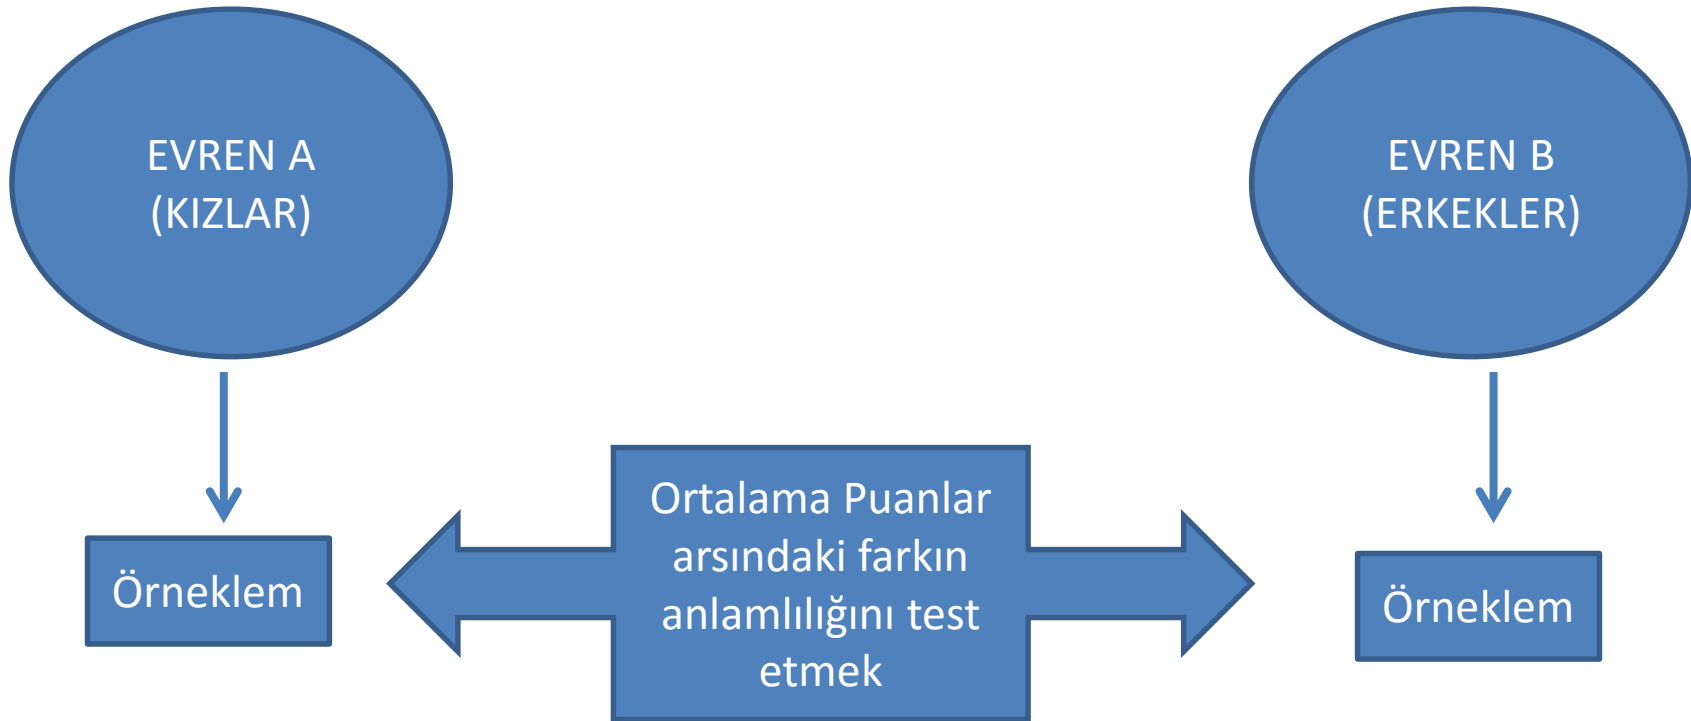 EVREN A
(KIZLAR)
EVREN B
(ERKEKLER)
Örneklem
Ortalama Puanlar
arsındaki farkın
anlamlılığını test
etmek
Örneklem